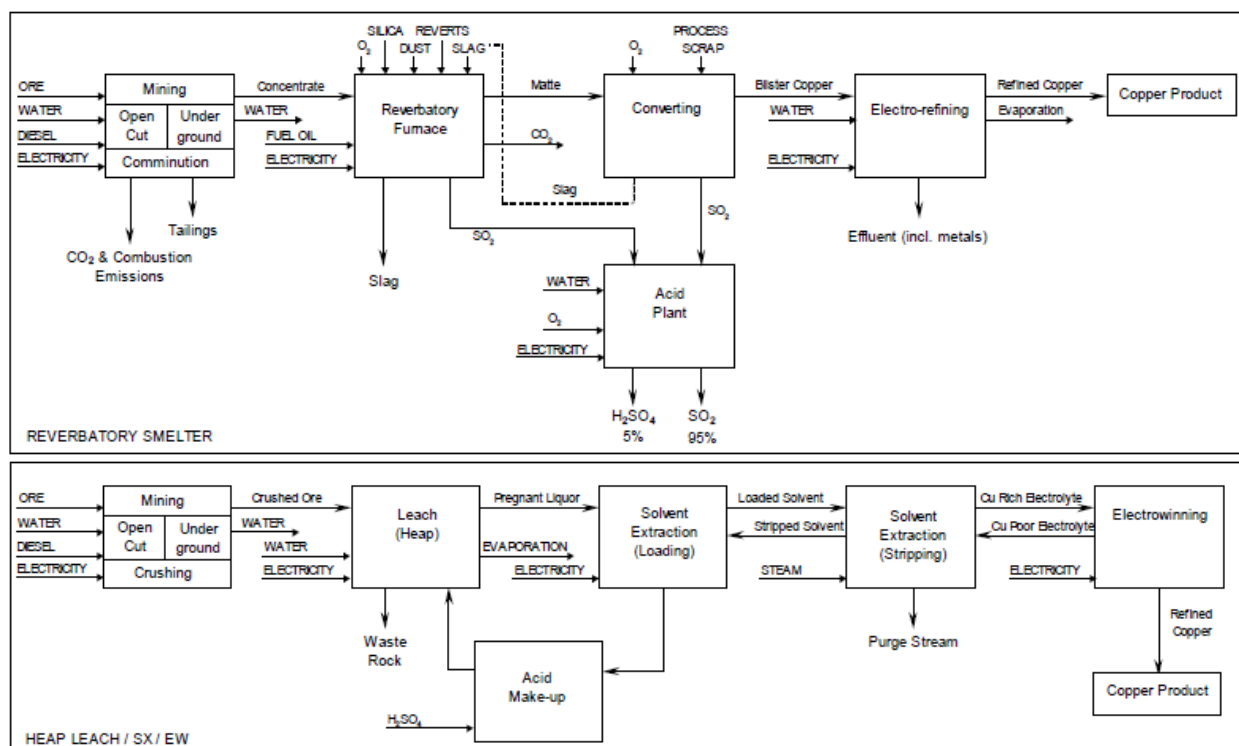 SILICA REVERTS
O₂
DUST
SLAG
O₂
PROCESS
SCRAP
ORE
WATER
DIESEL
ELECTRICITY
Mining
Open
Cut
Under
ground
Comminution
Concentrate
WATER
FUEL OIL
ELECTRICITY
Reverbatory
Furnace
Matte
CO₂
Slag
Converting
Blister Copper
WATER
ELECTRICITY
Electro-refining
Refined Copper
Evaporation
Copper Product
Tailings
CO₂ & Combustion
Emissions
Slag
SO₂
SO₂
Effluent (incl. metals)
WATER
O₂
ELECTRICITY
Acid
Plant
H₂SO₄
5%
SO₂
95%
REVERBATORY SMELTER
ORE
WATER
DIESEL
ELECTRICITY
Mining
Open
Cut
Under
ground
Crushing
Crushed Ore
WATER
WATER
ELECTRICITY
Leach
(Heap)
Pregnant Liquor
EVAPORATION
ELECTRICITY
Solvent
Extraction
(Loading)
Loaded Solvent
Stripped Solvent
STEAM
Solvent
Extraction
(Stripping)
Cu Rich Electrolyte
Cu Poor Electrolyte
ELECTRICITY
Electrowinning
Waste
Rock
Acid
Make-up
H₂SO₄
Purge Stream
Refined
Copper
Copper Product
HEAP LEACH / SX / EW